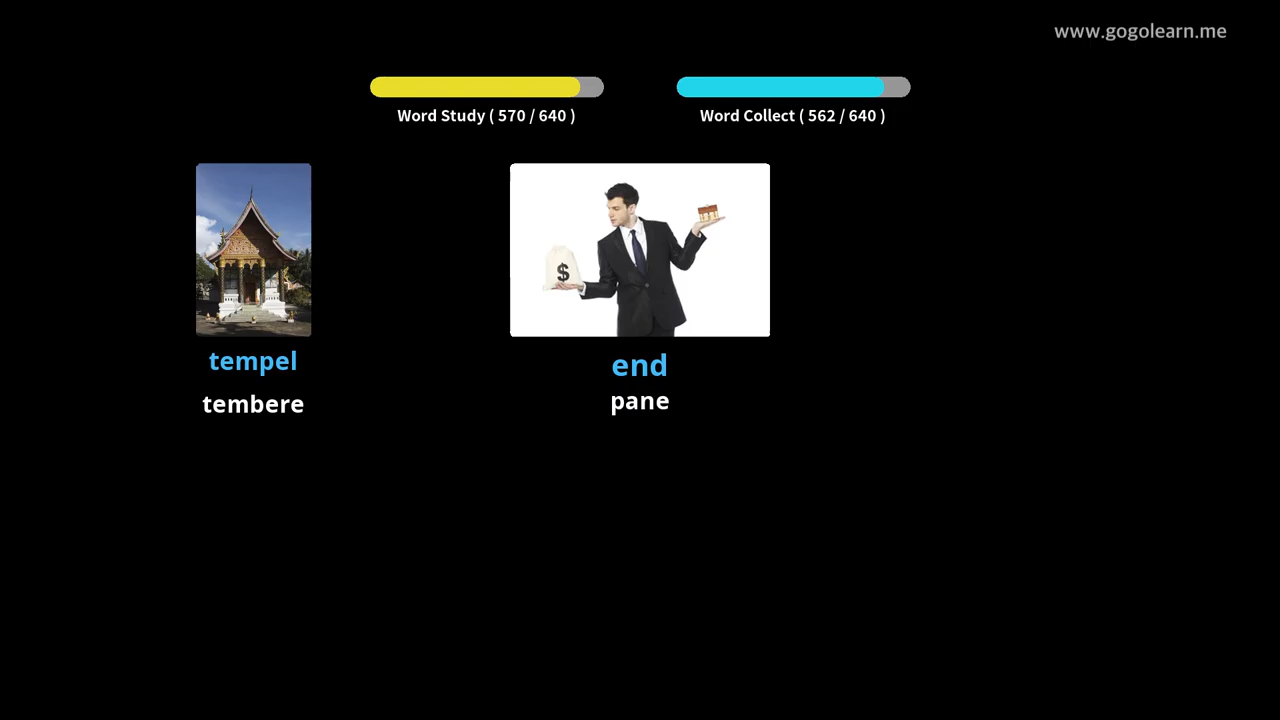 www.gogolearn.me
Word Study ( 570 / 640 )
Word Collect ( 562 / 640 )
$
tempel
tembere
end
pane